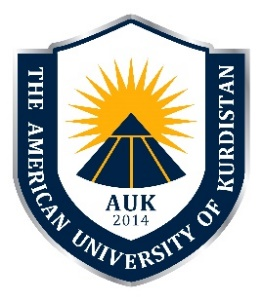 THE AMERICAN UNIVERSITY OF KURDISTAN
AUK
2014